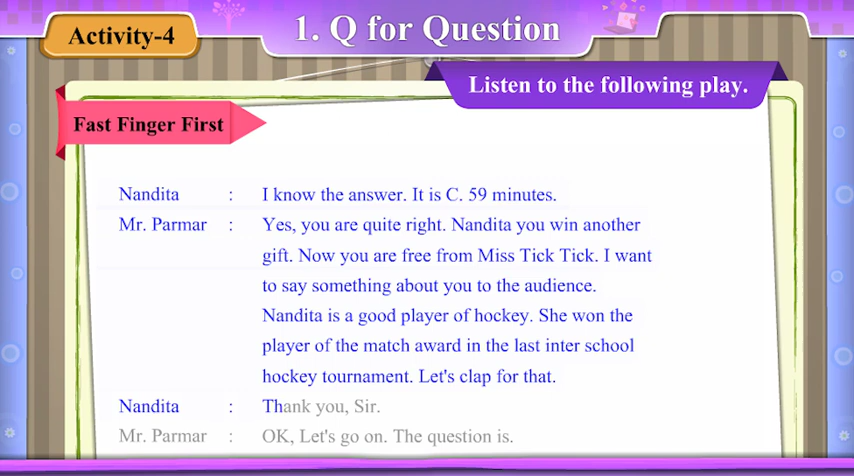 Activity-4
1. Q for Question
Listen to the following play.
Fast Finger First
Nandita : I know the answer. It is C. 59 minutes.
Mr. Parmar : Yes, you are quite right. Nandita you win another
gift. Now you are free from Miss Tick Tick. I want
to say something about you to the audience.
Nandita is a good player of hockey. She won the
player of the match award in the last inter school
hockey tournament. Let's clap for that.
Nandita : Thank you, Sir.
Mr. Parmar : OK, Let's go on. The question is.